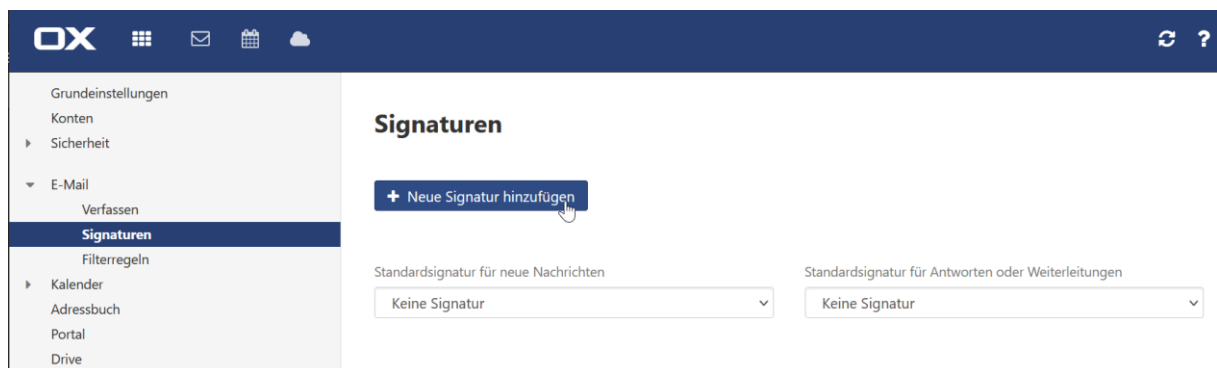 OX
?
Grundeinstellungen
Konten
Sicherheit
E-Mail
Verfassen
Signaturen
Filterregeln
Kalender
Adressbuch
Portal
Drive
Signaturen
+ Neue Signatur hinzufügen
Standardsignatur für neue Nachrichten
Keine Signatur
Standardsignatur für Antworten oder Weiterleitungen
Keine Signatur